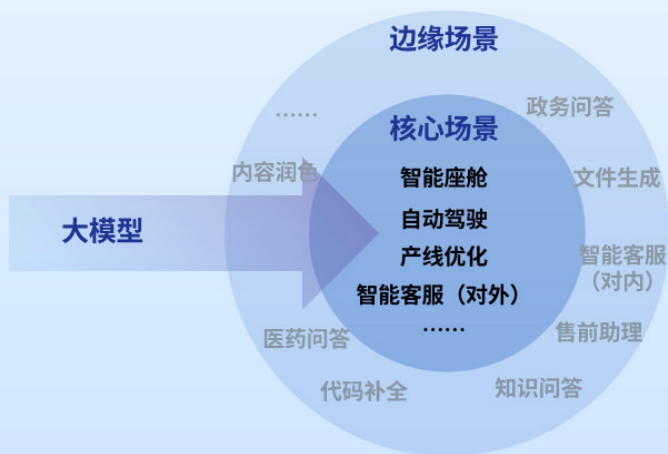 边缘场景
政务问答
……
核心场景
内容润色
智能座舱
文件生成
自动驾驶
大模型
产线优化
智能客服
（对内）
智能客服（对外）
……
医药问答
售前助理
代码补全
知识问答